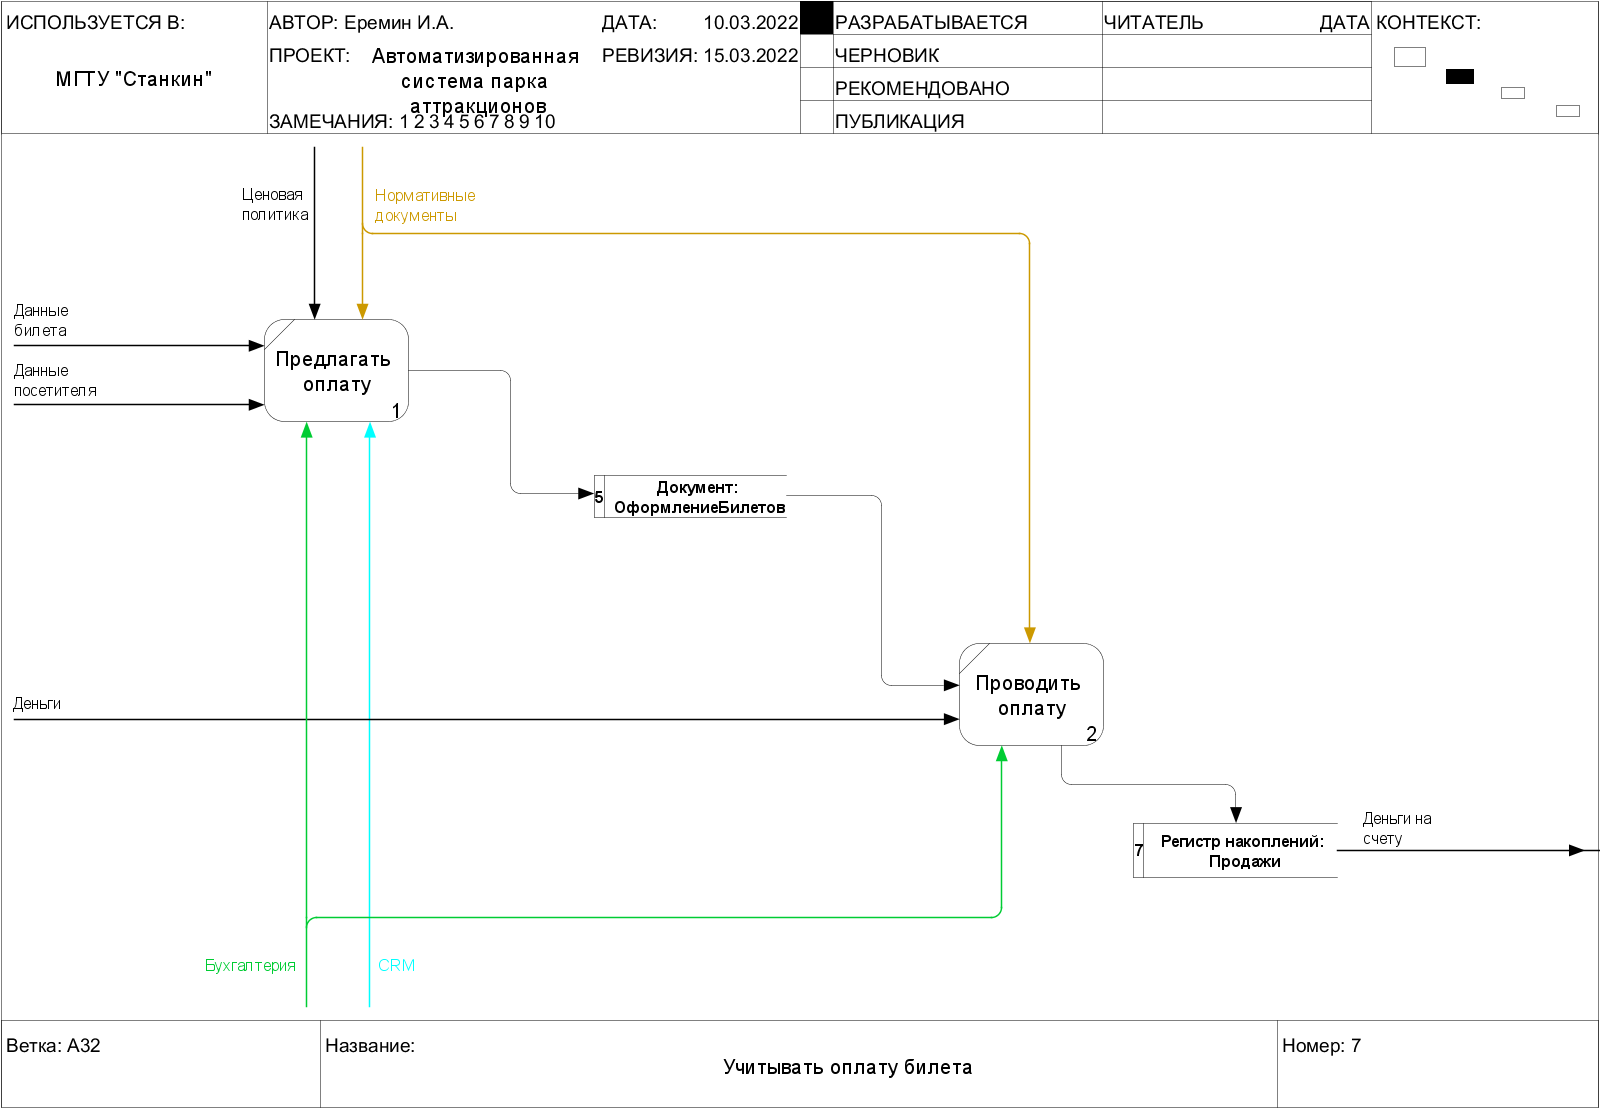 ИСПОЛЬЗУЕТСЯ В:
МГТУ "Станкин"
АВТОР: Еремин И.А.
ДАТА: 10.03.2022
ПРОЕКТ: Автоматизированная
система парка
аттракционов
РЕВИЗИЯ: 15.03.2022
ЗАМЕЧАНИЯ: 1 2 3 4 5 6 7 8 9 10
РАЗРАБАТЫВАЕТСЯ
ЧЕРНОВИК
РЕКОМЕНДОВАНО
ПУБЛИКАЦИЯ
ЧИТАТЕЛЬ
ДАТА
КОНТЕКСТ:
Ценовая
политика
Нормативные
документы
Данные
билета
Данные
посетителя
Предлагать
оплату
1
5
Документ:
ОформлениеБилетов
Деньги
Проводить
оплату
2
7
Регистр накоплений:
Продажи
Деньги на
счету
Бухгалтерия
CRM
Ветка: A32
Название:
Учитывать оплату билета
Номер: 7